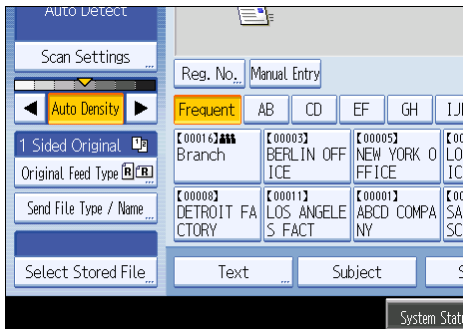 Auto Detect
Scan Settings
Reg. No.
Manual Entry
Auto Density
Frequent
AB
CD
EF
GH
1 Sided Original
Original Feed Type
Send File Type / Name
Select Stored File
[00016]
Branch
[00003]
BERLIN OFF
ICE
[00005]
NEW YORK O
FFICE
[00008]
DETROIT FA
CTORY
[00011]
LOS ANGELE
S FACT
[00001]
ABCD COMPA
NY
Text
Subject
System Statu